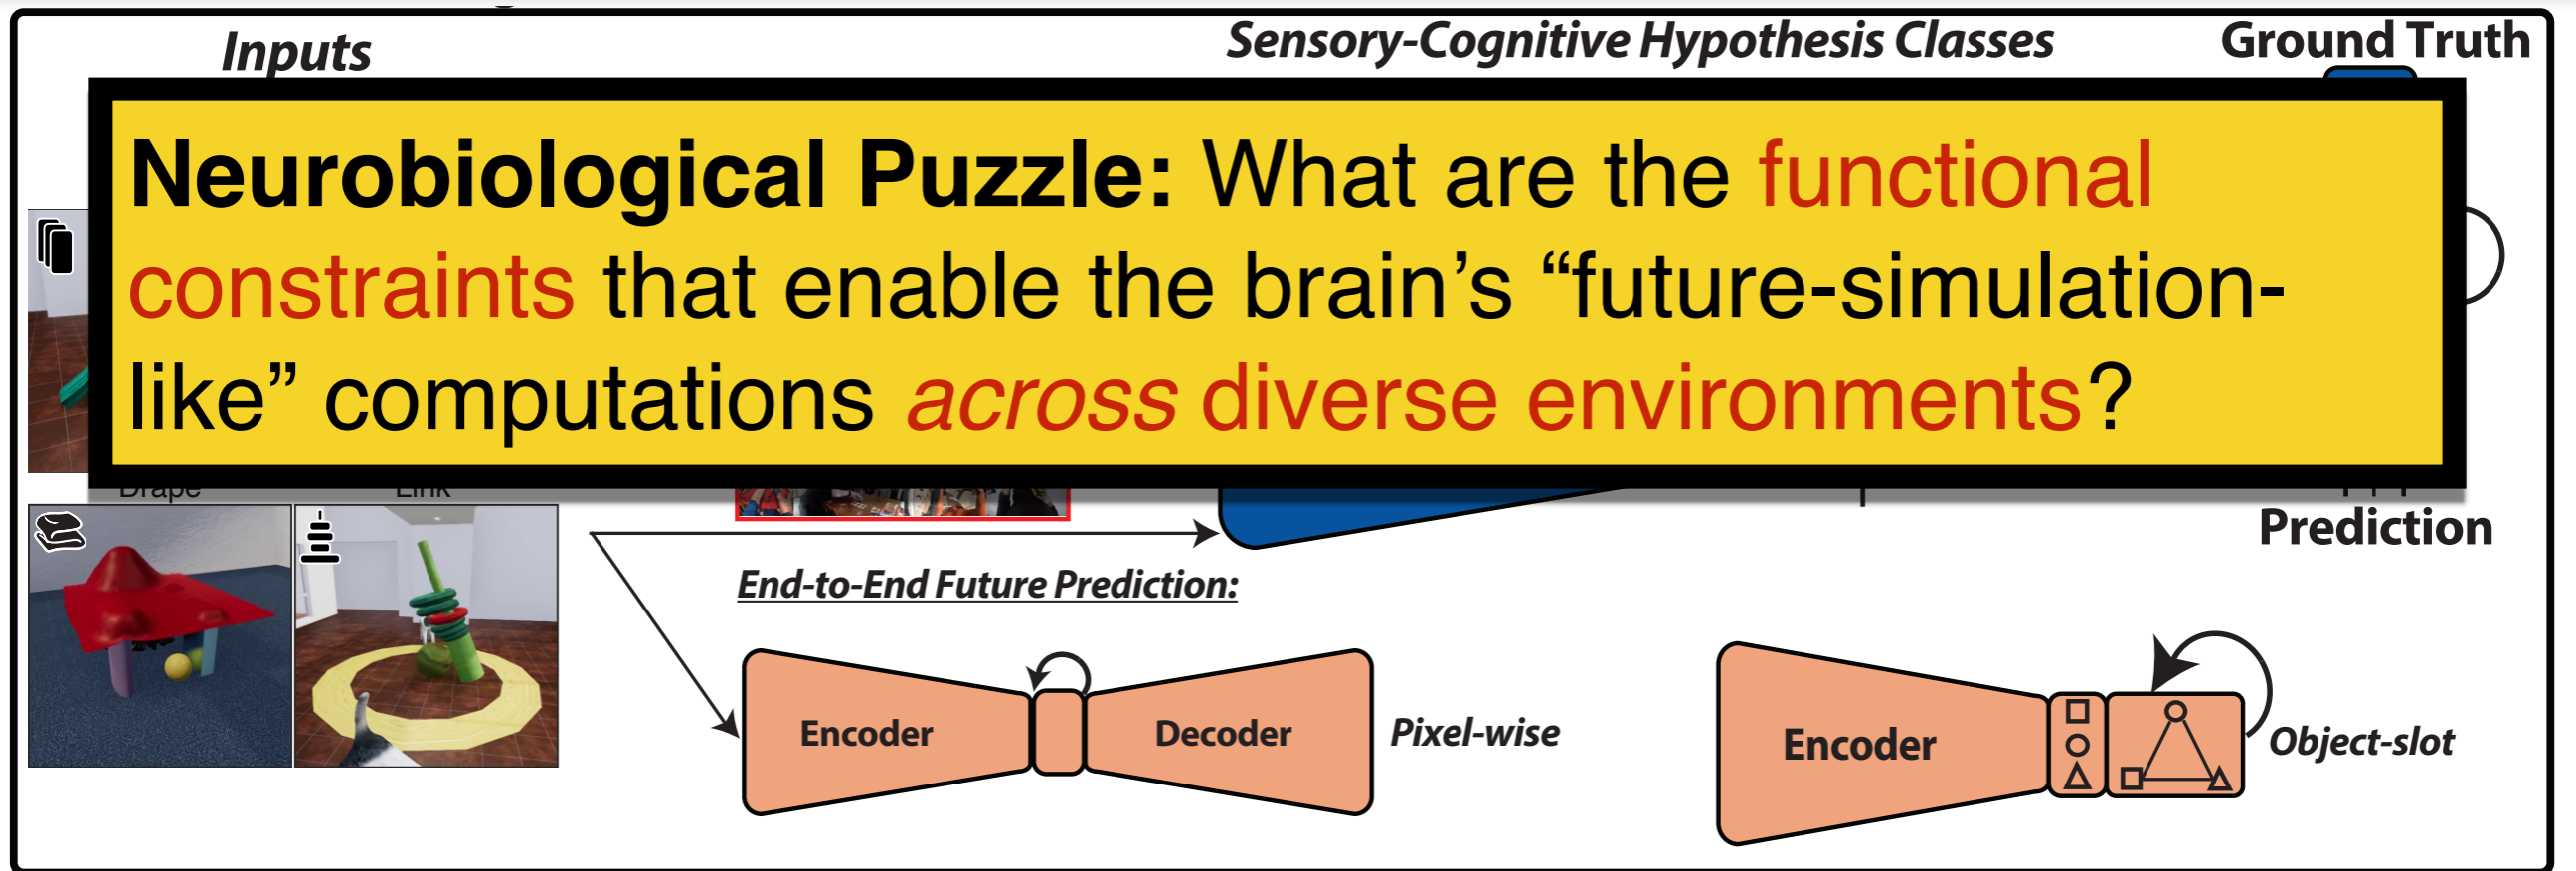 Inputs
Sensory-Cognitive Hypothesis Classes
Ground Truth
Neurobiological Puzzle: What are the functional
constraints that enable the brain’s “future-simulation-
like” computations across diverse environments?
Drape
Link
Prediction
End-to-End Future Prediction:
Encoder
Decoder
Pixel-wise
Encoder
Object-slot